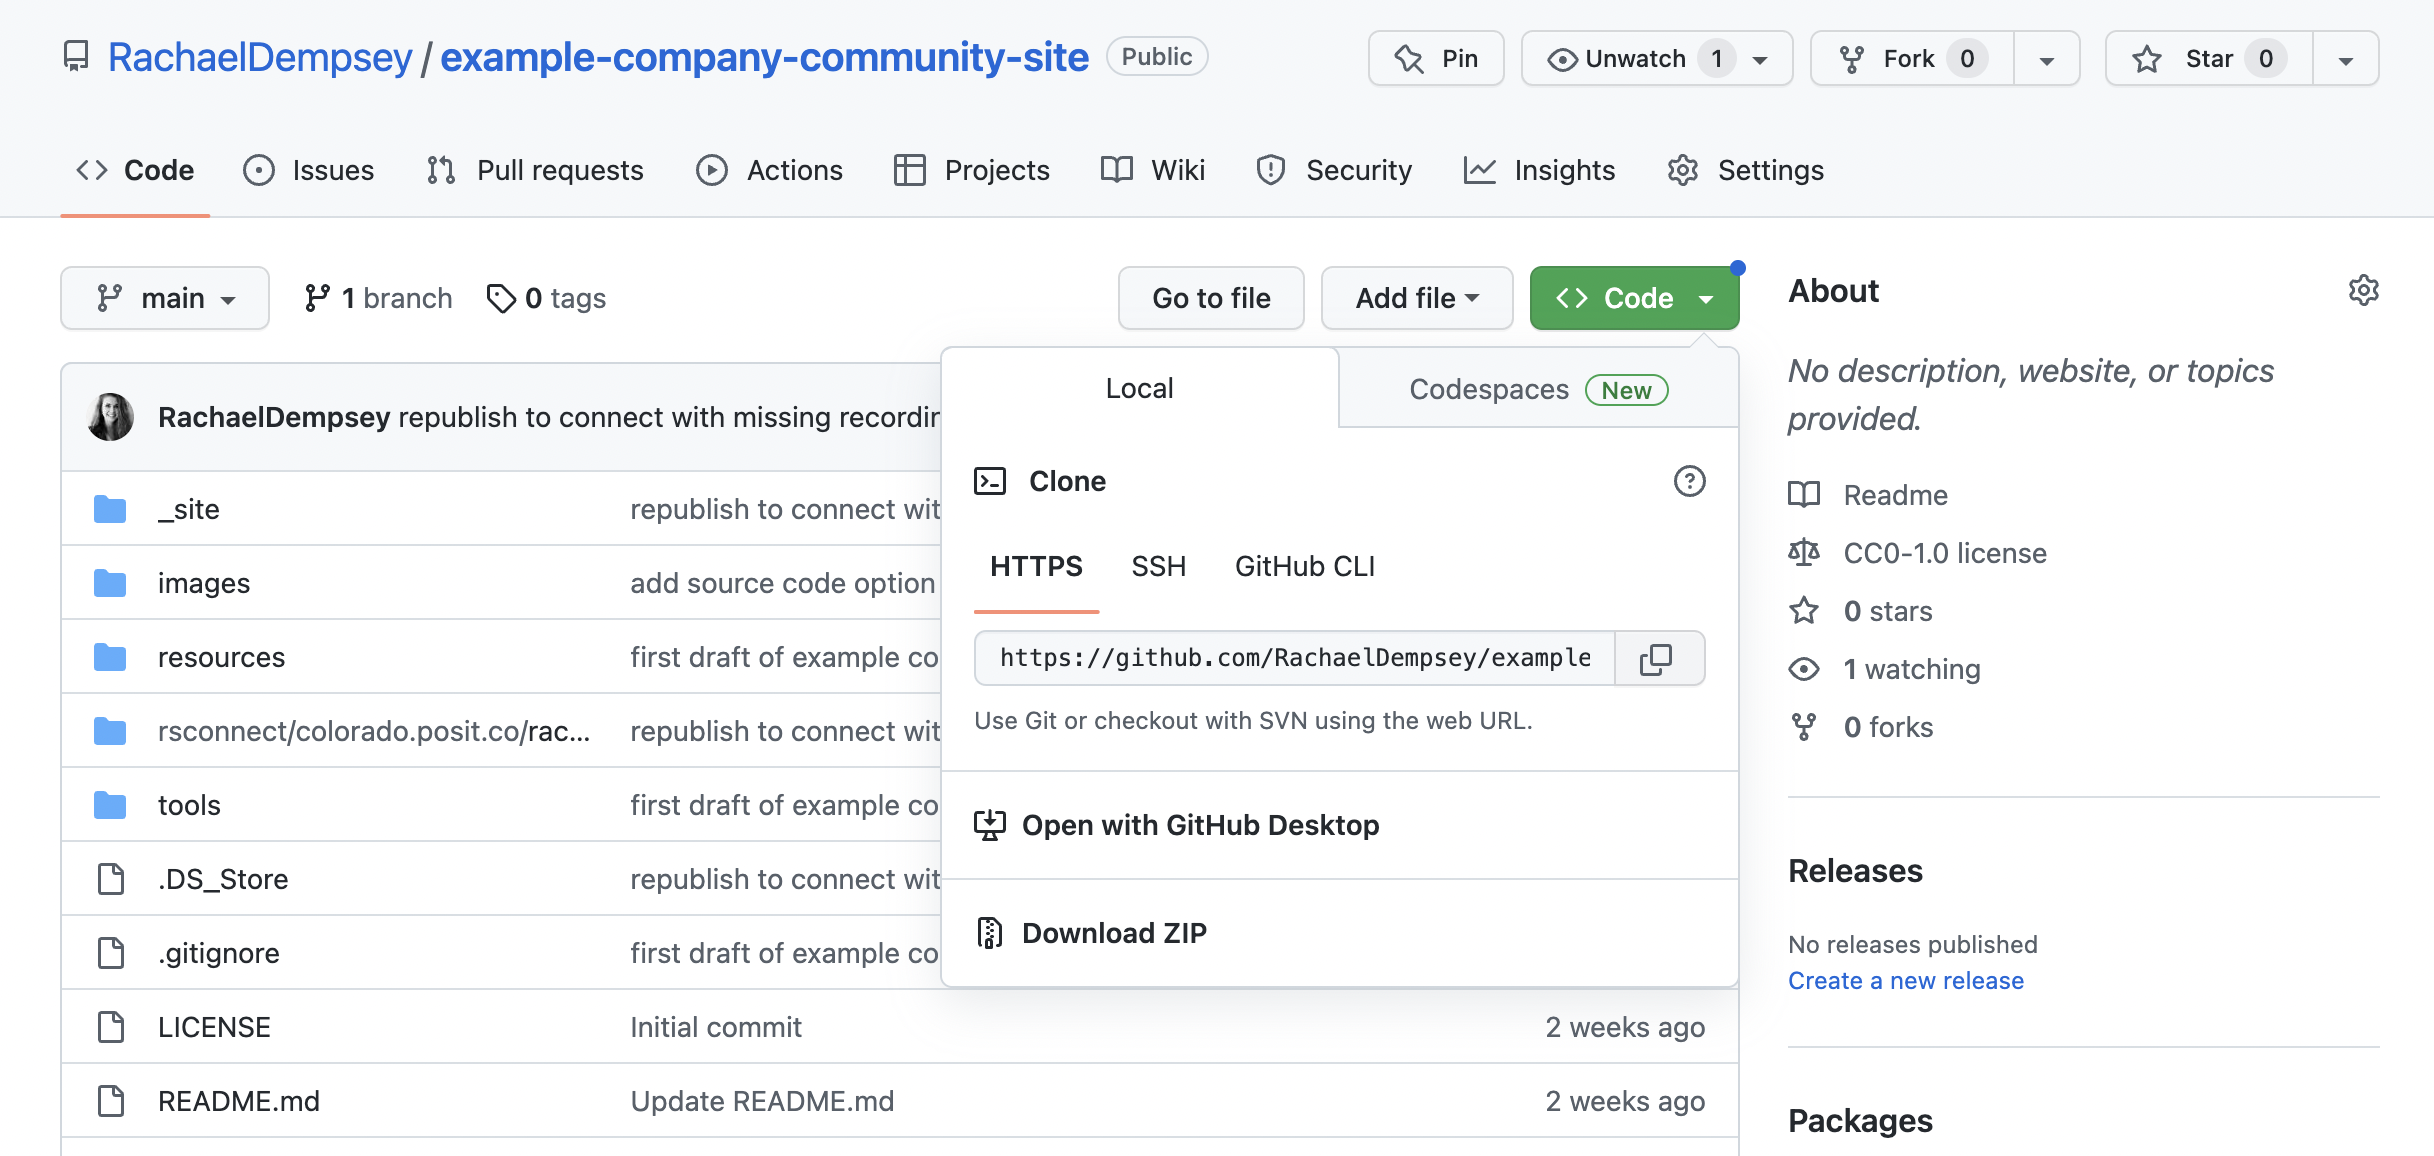 RachaelDempsey / example-company-community-site Public
Pin
Unwatch 1
Fork 0
Star 0
Code
Issues
Pull requests
Actions
Projects
Wiki
Security
Insights
Settings
main
1 branch
0 tags
Go to file
Add file
Code
Local
Codespaces New
Clone
HTTPS SSH GitHub CLI
https://github.com/RachaelDempsey/example
Use Git or checkout with SVN using the web URL.
Open with GitHub Desktop
Download ZIP
RachaelDempsey republish to connect with missing
_site republish to connect
images add source code option
resources first draft of example
rsconnect/colorado.posit.co/rac... republish to connect
tools first draft of example
.DS_Store republish to connect
.gitignore first draft of example
LICENSE Initial commit 2 weeks ago
README.md Update README.md 2 weeks ago
About
No description, website, or topics
provided.
Readme
CC0-1.0 license
0 stars
1 watching
0 forks
Releases
No releases published
Create a new release
Packages